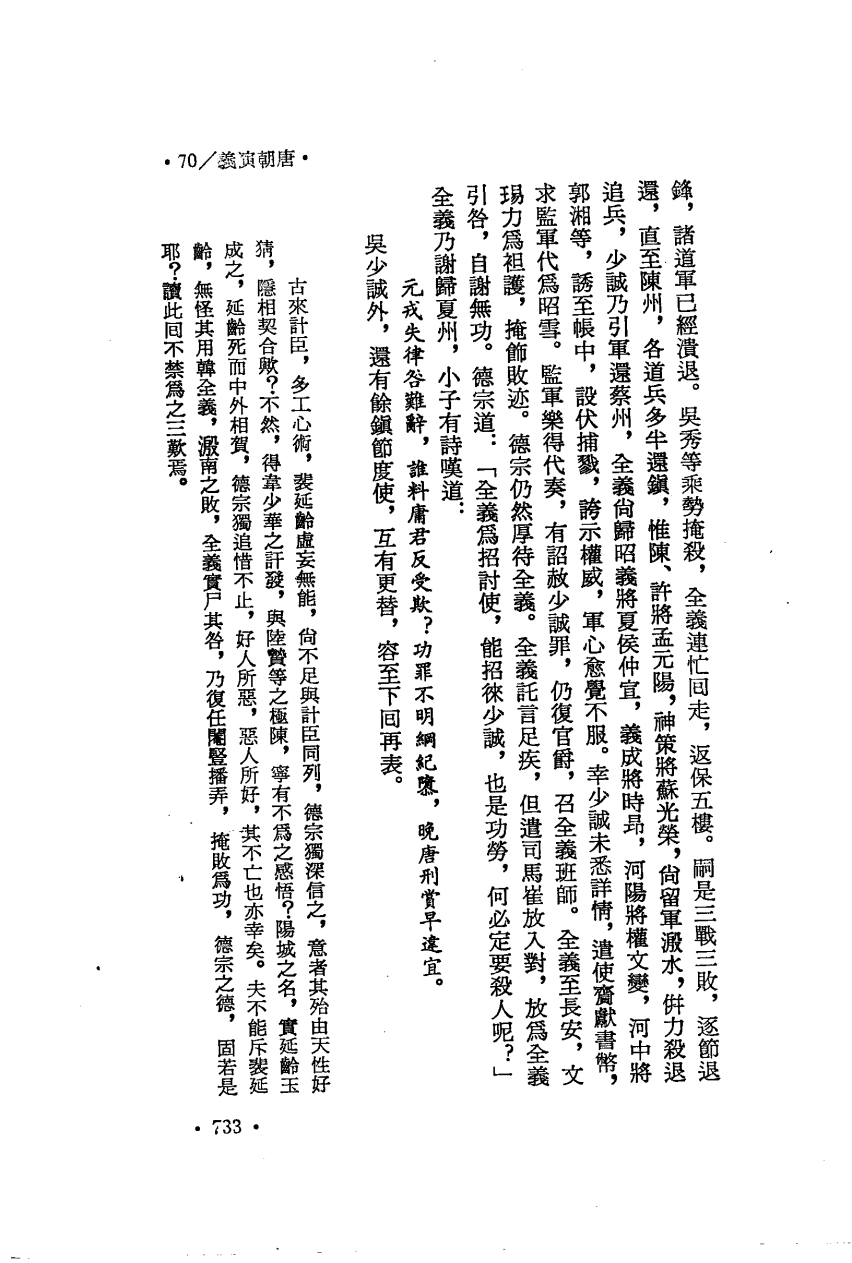 •70／義演朝唐•
鋒，諸道軍已經潰退。吳秀等乘勢掩殺，全義連忙回走，返保五樓。嗣是三戰三敗，逐節退
還，直至陳州，各道兵多半還鎮，惟陳、許將孟元陽，神策將蘇光榮，尙留軍溵水，倂力殺退
追兵，少誠乃引軍還蔡州，全義尙歸昭義將夏侯仲宣，義成將時昂，河陽將權文變，河中將
郭湘等，誘至帳中，設伏捕戮，誇示權威，軍心愈覺不服。幸少誠未悉詳情，遣使齎獻書幣，
求監軍代爲昭雪。監軍樂得代奏，有詔赦少誠罪，仍復官爵，召全義班師。全義至長安，文
瑒力爲袒護，掩飾敗迹。德宗仍然厚待全義。全義託言足疾，但遣司馬崔放入對，放爲全義
引咎，自謝無功。德宗道：「全義爲招討使，能招徠少誠，也是功勞，何必定要殺人呢？」
全義乃謝歸夏州，小子有詩嘆道：
元戎失律咎難辭，誰料庸君反受欺？功罪不明綱紀隳，晚唐刑賞早違宜。
吳少誠外，還有餘鎭節度使，互有更替，容至下回再表。
古來計臣，多工心術，裴延齡虛妄無能，尙不足與計臣同列，德宗獨深信之，意者其殆由天性好
猜，隱相契合歟？不然，得韋少華之訐發，與陸贄等之極陳，寧有不爲之感悟？陽城之名，實延齡玉
成之，延齡死而中外相賀，德宗獨追惜不止，好人所惡，惡人所好，其不亡也亦幸矣。夫不能斥裴延
齡，無怪其用韓全義，溵南之敗，全義實尸其咎，乃復任閹豎播弄，掩敗爲功，德宗之德，固若是
耶？讀此回不禁爲之三歎焉。
•733•